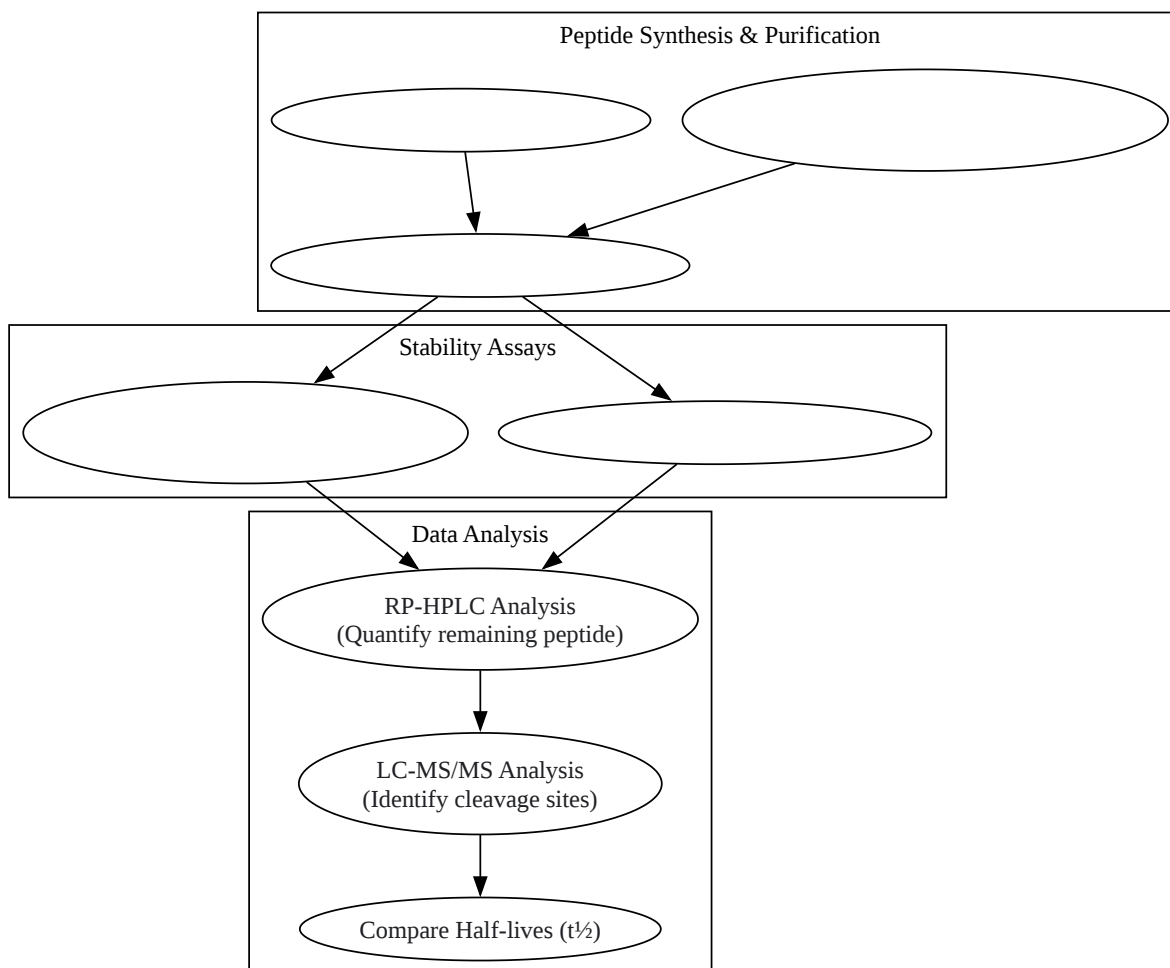 Peptide Synthesis & Purification
Stability Assays
Data Analysis
RP-HPLC Analysis
(Quantify remaining peptide)
LC-MS/MS Analysis
(Identify cleavage sites)
Compare Half-lives (t½)